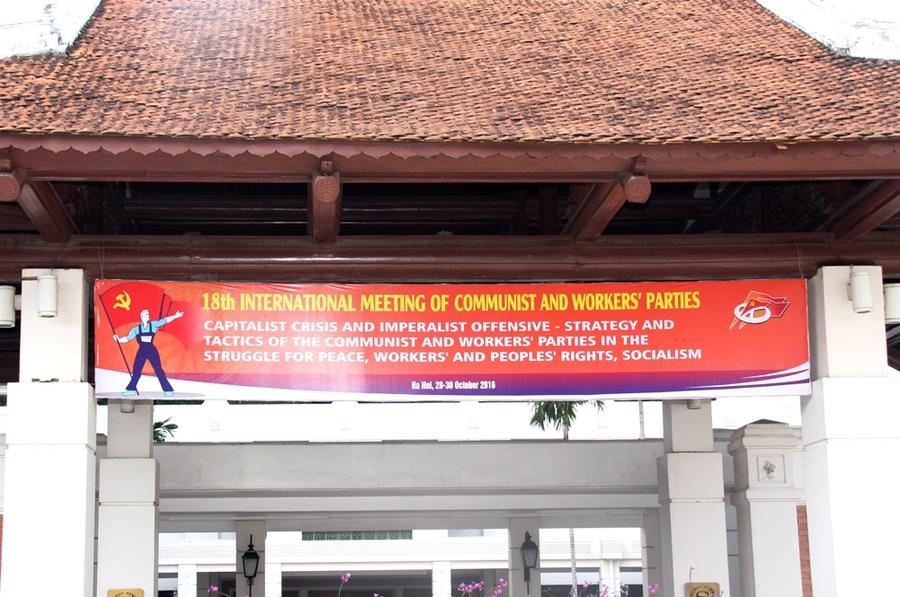 18th INTERNATIONAL MEETING OF COMMUNIST AND WORKERS' PARTIES
CAPITALIST CRISIS AND IMPERALIST OFFENSIVE - STRATEGY AND
TACTICS OF THE COMMUNIST AND WORKERS' PARTIES IN THE
STRUGGLE FOR PEACE, WORKERS' AND PEOPLES' RIGHTS, SOCIALISM
Ha Noi, 28-30 October 2016